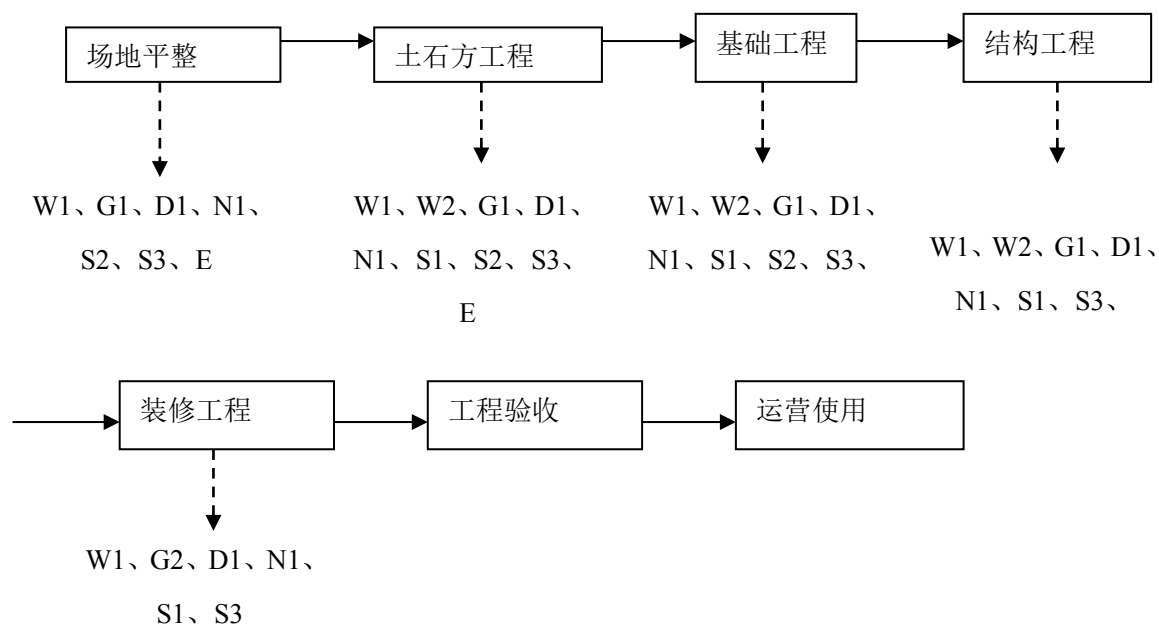 场地平整
土石方工程
基础工程
结构工程
W1、G1、D1、N1、
S2、S3、E
W1、W2、G1、D1、
N1、S1、S2、S3、
E
W1、W2、G1、D1、
N1、S1、S2、S3、
W1、W2、G1、D1、
N1、S1、S3、
装修工程
工程验收
运营使用
W1、G2、D1、N1、
S1、S3